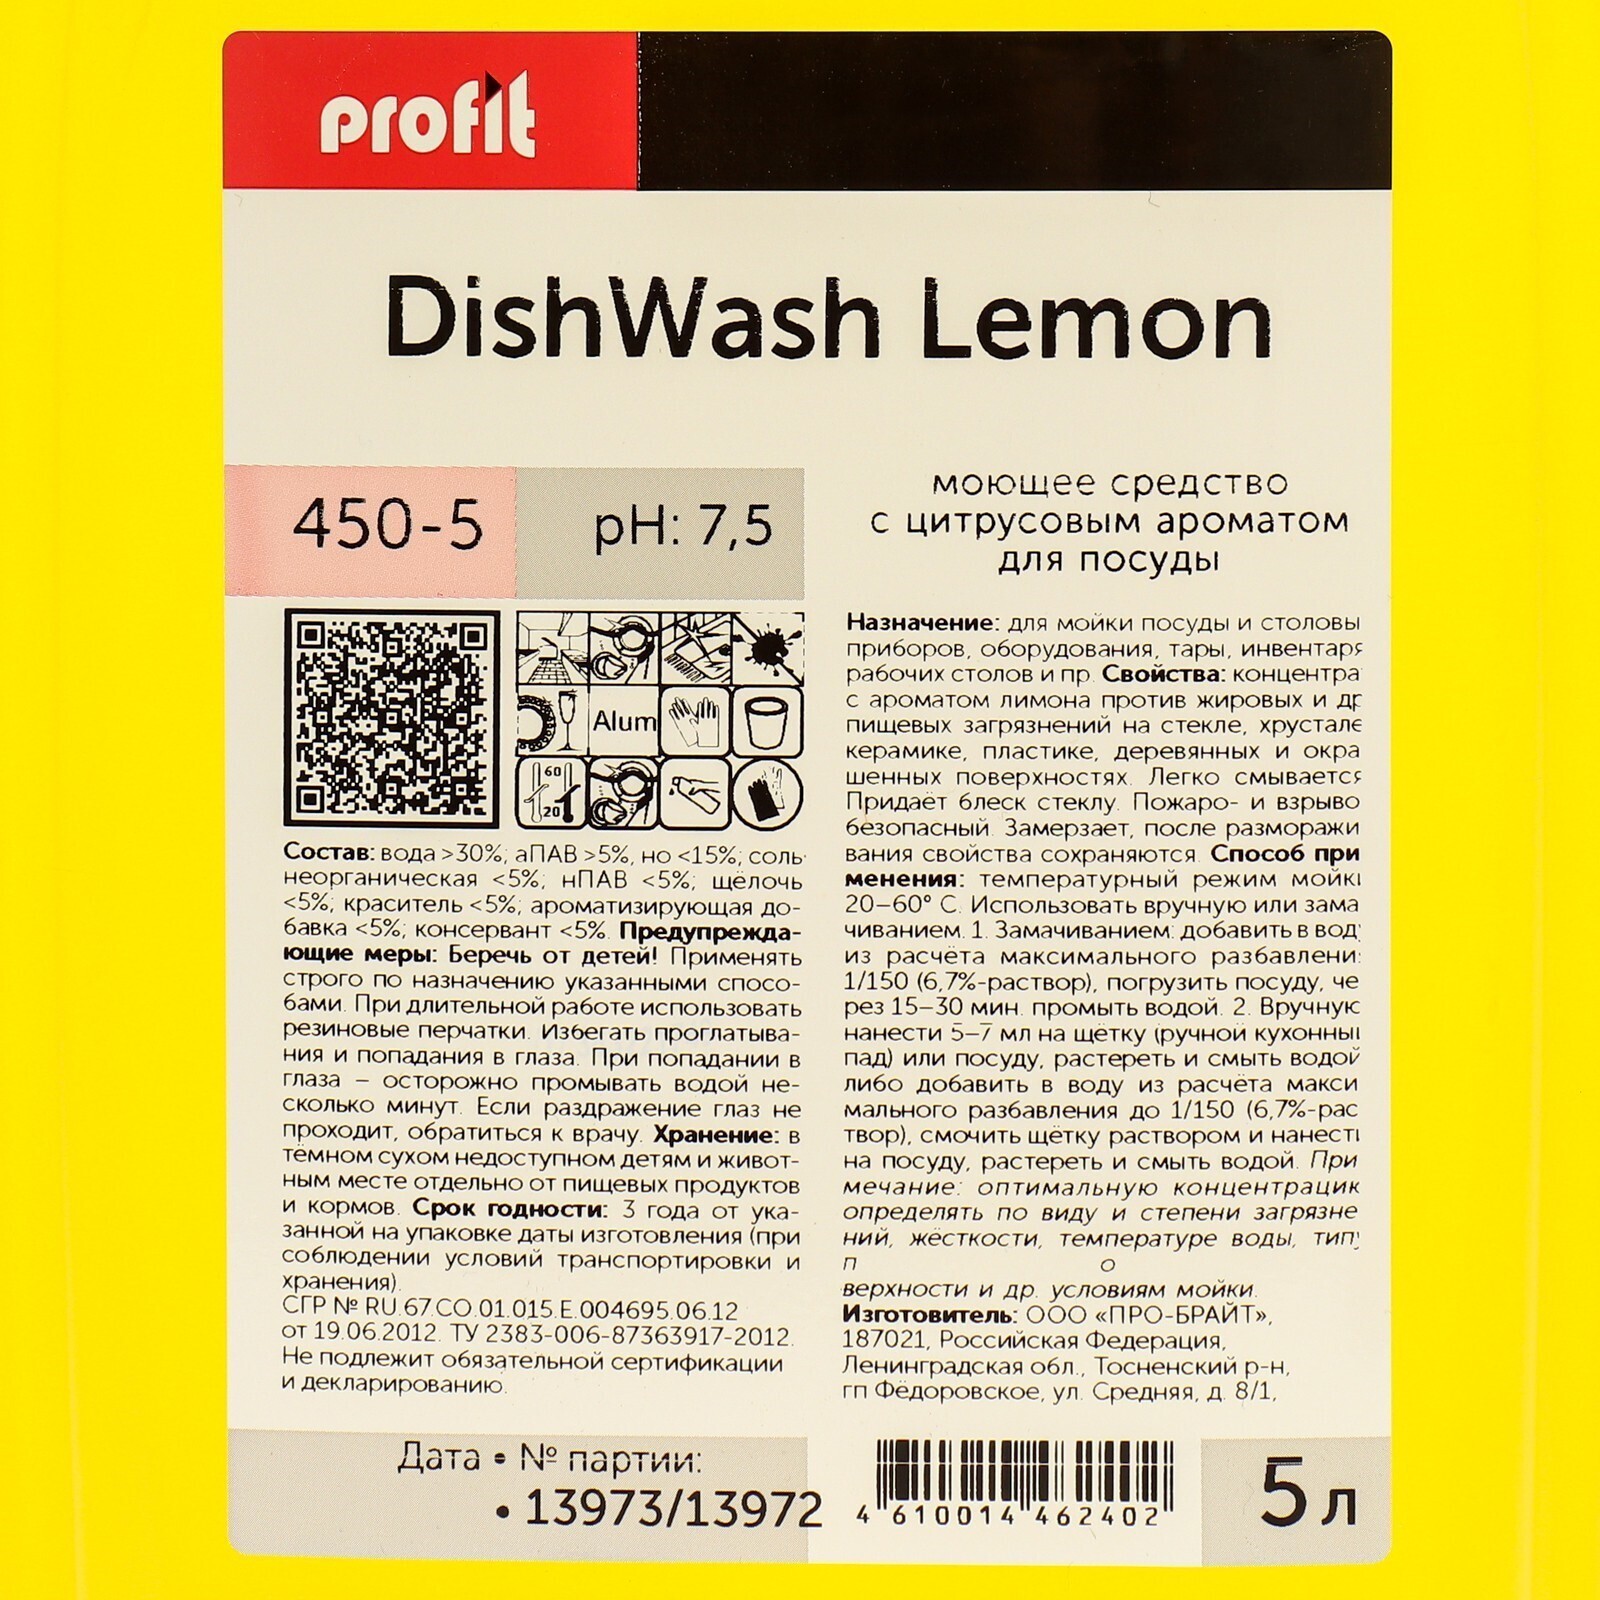 profit
DishWash Lemon
450-5
pH: 7,5
моющее средство
с цитрусовым ароматом
для посуды
Alum
60
20
Состав: вода >30%; аПАВ >5%, но <15%; соль
неорганическая <5%; нПАВ <5%; щёлочь
<5%; краситель <5%; ароматизирующая до-
бавка <5%; консервант <5%. Предупрежда-
ющие меры: Беречь от детей! Применять
строго по назначению указанными спосо-
бами. При длительной работе использовать
резиновые перчатки. Избегать проглатыва-
ния и попадания в глаза. При попадании в
глаза – осторожно промывать водой не-
сколько минут. Если раздражение глаз не
проходит, обратиться к врачу. Хранение: в
тёмном сухом недоступном детям и живот-
ным месте отдельно от пищевых продуктов
и кормов. Срок годности: 3 года от ука-
занной на упаковке даты изготовления (при
соблюдении условий транспортировки и
хранения).
СГР № RU.67.CO.01.015.E.004695.06.12
от 19.06.2012. ТУ 2383-006-87363917-2012.
Не подлежит обязательной сертификации
и декларированию.
Назначение: для мойки посуды и столовы
приборов, оборудования, тары, инвентаря
рабочих столов и пр. Свойства: концентра
с ароматом лимона против жировых и др
пищевых загрязнений на стекле, хрустале
керамике, пластике, деревянных и окра
шенных поверхностях. Легко смывается
Придаёт блеск стеклу. Пожаро- и взрыво
безопасный. Замерзает, после разморажи
вания свойства сохраняются. Способ при
менения: температурный режим мойки
20–60° С. Использовать вручную или зама
чиванием. 1. Замачиванием: добавить в вод
из расчёта максимального разбавлени
1/150 (6,7%-раствор), погрузить посуду, че
рез 15–30 мин. промыть водой. 2. Вручную
нанести 5–7 мл на щётку (ручной кухонный
пад) или посуду, растереть и смыть водой
либо добавить в воду из расчёта макси
мального разбавления до 1/150 (6,7%-рас
твор), смочить щётку раствором и нанести
на посуду, растереть и смыть водой. При
мечание: оптимальную концентрацию
определять по виду и степени загрязне
ний, жёсткости, температуре воды, тип
п о
верхности и др. условиям мойки.
Изготовитель: ООО «ПРО-БРАЙТ»,
187021, Российская Федерация,
Ленинградская обл., Тосненский р-н,
гп Фёдоровское, ул. Средняя, д. 8/1,
Дата • № партии:
• 13973/13972
4 610014 462402
5 л